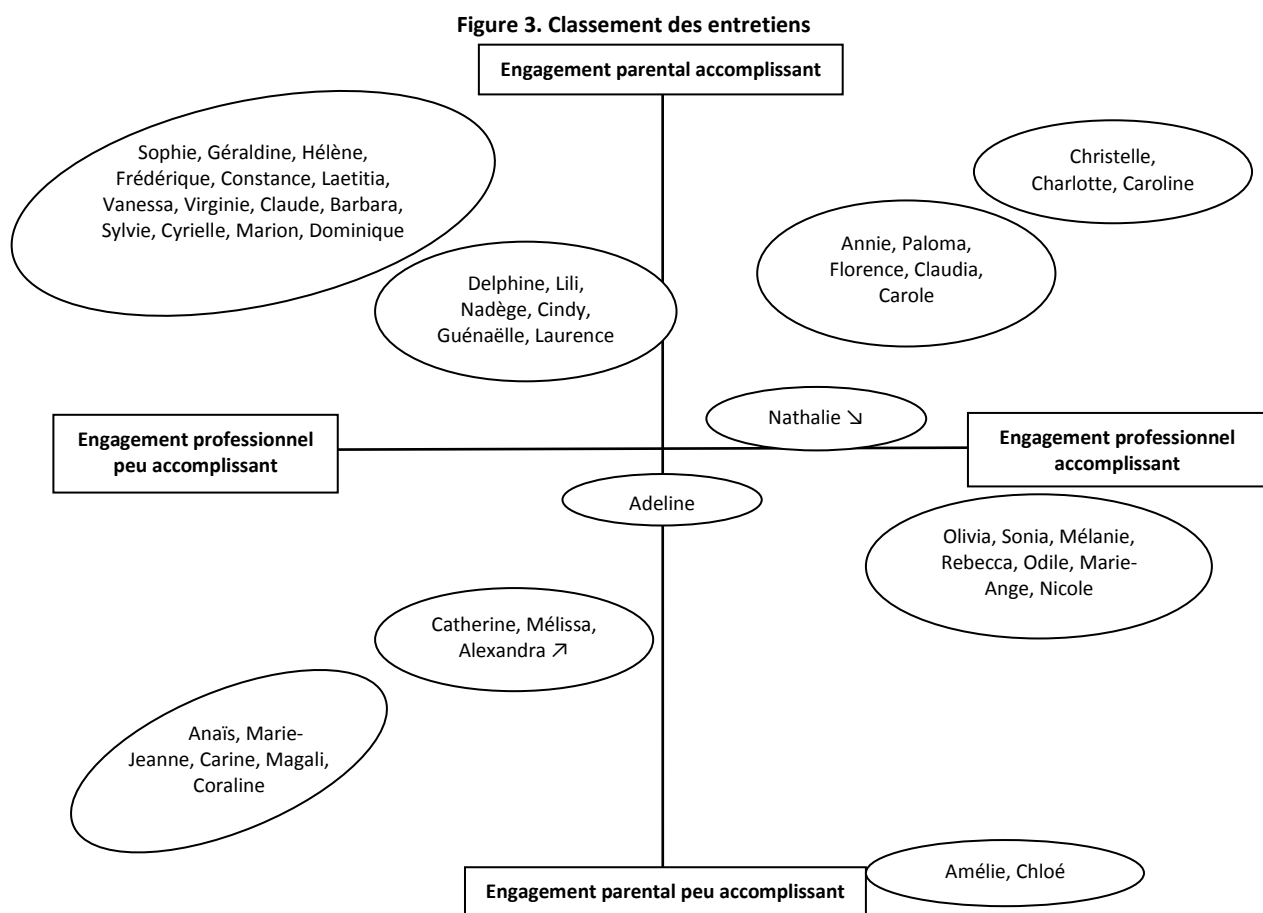 Figure 3. Classement des entretiens
Engagement parental accomplissant
Sophie, Géraldine, Hélène,
Frédérique, Constance, Laetitia,
Vanessa, Virginie, Claude, Barbara,
Sylvie, Cyrielle, Marion, Dominique
Christelle,
Charlotte, Caroline
Annie, Paloma,
Florence, Claudia,
Carole
Delphine, Lili,
Nadège, Cindy,
Guénaëlle, Laurence
Nathalie ↘
Engagement professionnel
peu accomplissant
Engagement professionnel
accomplissant
Adeline
Olivia, Sonia, Mélanie,
Rebecca, Odile, Marie-
Ange, Nicole
Catherine, Mélissa,
Alexandra ↗
Anaïs, Marie-
Jeanne, Carine, Magali,
Coraline
Engagement parental peu accomplissant
Amélie, Chloé